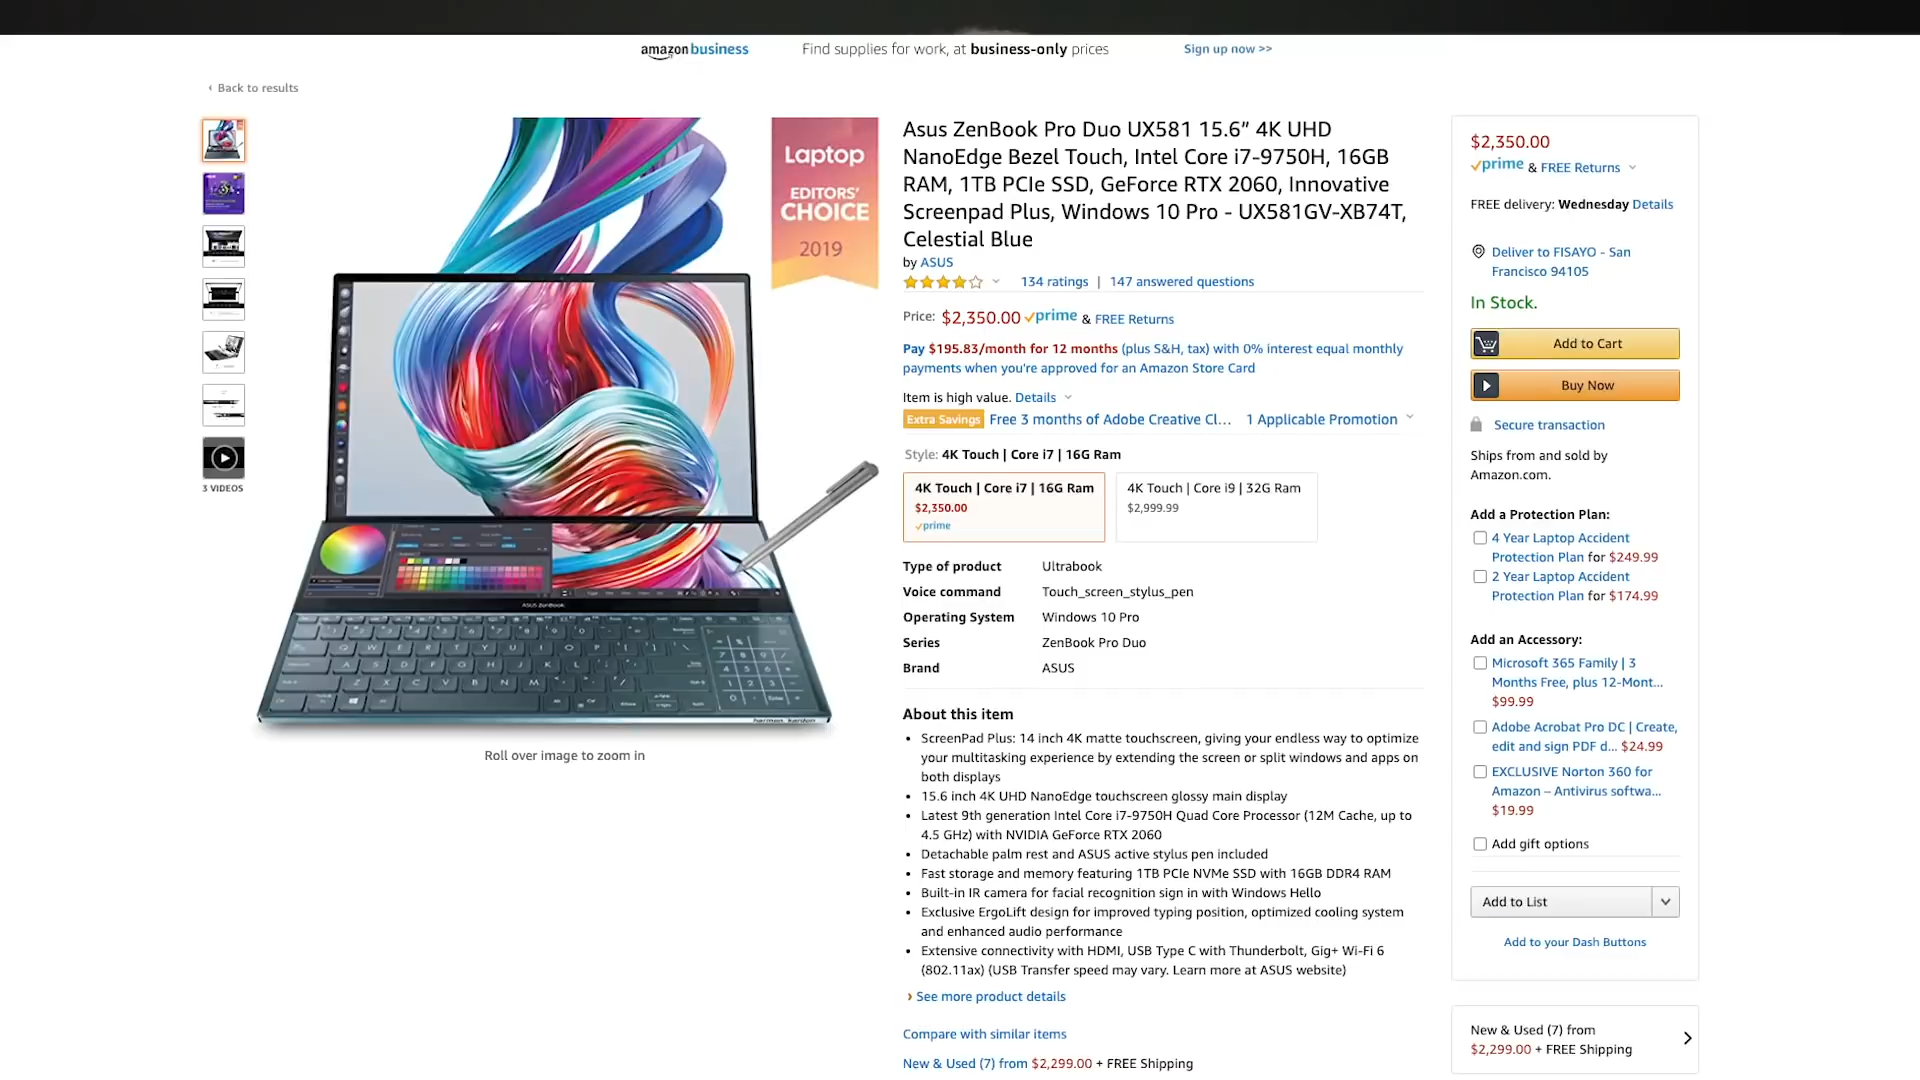 amazon business
Find supplies for work, at business-only prices
Sign up now >>
‹ Back to results
3 VIDEOS
Laptop
EDITORS'
CHOICE
2019
ASUS ZenBook
harman/kardon
Roll over image to zoom in
Asus ZenBook Pro Duo UX581 15.6” 4K UHD
NanoEdge Bezel Touch, Intel Core i7-9750H, 16GB
RAM, 1TB PCIe SSD, GeForce RTX 2060, Innovative
Screenpad Plus, Windows 10 Pro - UX581GV-XB74T,
Celestial Blue
by ASUS
134 ratings | 147 answered questions
Price: $2,350.00 prime & FREE Returns
Pay $195.83/month for 12 months (plus S&H, tax) with 0% interest equal monthly
payments when you're approved for an Amazon Store Card
Item is high value. Details
Extra Savings Free 3 months of Adobe Creative Cl... 1 Applicable Promotion
Style: 4K Touch | Core i7 | 16G Ram
4K Touch | Core i7 | 16G Ram
$2,350.00
prime
4K Touch | Core i9 | 32G Ram
$2,999.99
Type of product Ultrabook
Voice command Touch_screen_stylus_pen
Operating System Windows 10 Pro
Series ZenBook Pro Duo
Brand ASUS
About this item
• ScreenPad Plus: 14 inch 4K matte touchscreen, giving your endless way to optimize
your multitasking experience by extending the screen or split windows and apps on
both displays
• 15.6 inch 4K UHD NanoEdge touchscreen glossy main display
• Latest 9th generation Intel Core i7-9750H Quad Core Processor (12M Cache, up to
4.5 GHz) with NVIDIA GeForce RTX 2060
• Detachable palm rest and ASUS active stylus pen included
• Fast storage and memory featuring 1TB PCIe NVMe SSD with 16GB DDR4 RAM
• Built-in IR camera for facial recognition sign in with Windows Hello
• Exclusive ErgoLift design for improved typing position, optimized cooling system
and enhanced audio performance
• Extensive connectivity with HDMI, USB Type C with Thunderbolt, Gig+ Wi-Fi 6
(802.11ax) (USB Transfer speed may vary. Learn more at ASUS website)
› See more product details
Compare with similar items
New & Used (7) from $2,299.00 + FREE Shipping
$2,350.00
prime & FREE Returns
FREE delivery: Wednesday Details
Deliver to FISAYO - San
Francisco 94105
In Stock.
Add to Cart
Buy Now
Secure transaction
Ships from and sold by
Amazon.com.
Add a Protection Plan:
4 Year Laptop Accident
Protection Plan for $249.99
2 Year Laptop Accident
Protection Plan for $174.99
Add an Accessory:
Microsoft 365 Family | 3
Months Free, plus 12-Mont...
$99.99
Adobe Acrobat Pro DC | Create,
edit and sign PDF d... $24.99
EXCLUSIVE Norton 360 for
Amazon – Antivirus softwa...
$19.99
Add gift options
Add to List
Add to your Dash Buttons
New & Used (7) from
$2,299.00 + FREE Shipping